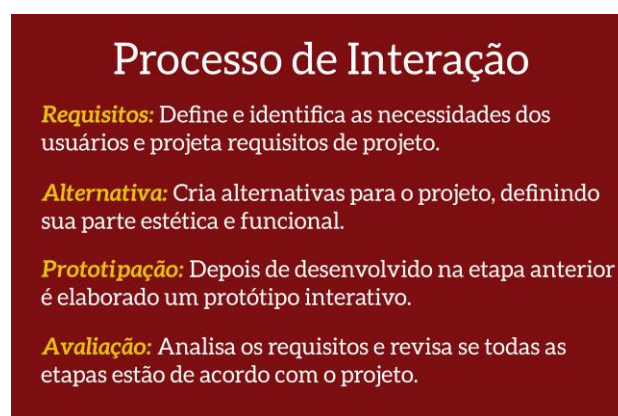 Processo de Interação
Requisitos: Define e identifica as necessidades dos
usuários e projeta requisitos de projeto.
Alternativa: Cria alternativas para o projeto, definindo
sua parte estética e funcional.
Prototipação: Depois de desenvolvido na etapa anterior
é elaborado um protótipo interativo.
Avaliação: Analisa os requisitos e revisa se todas as
etapas estão de acordo com o projeto.